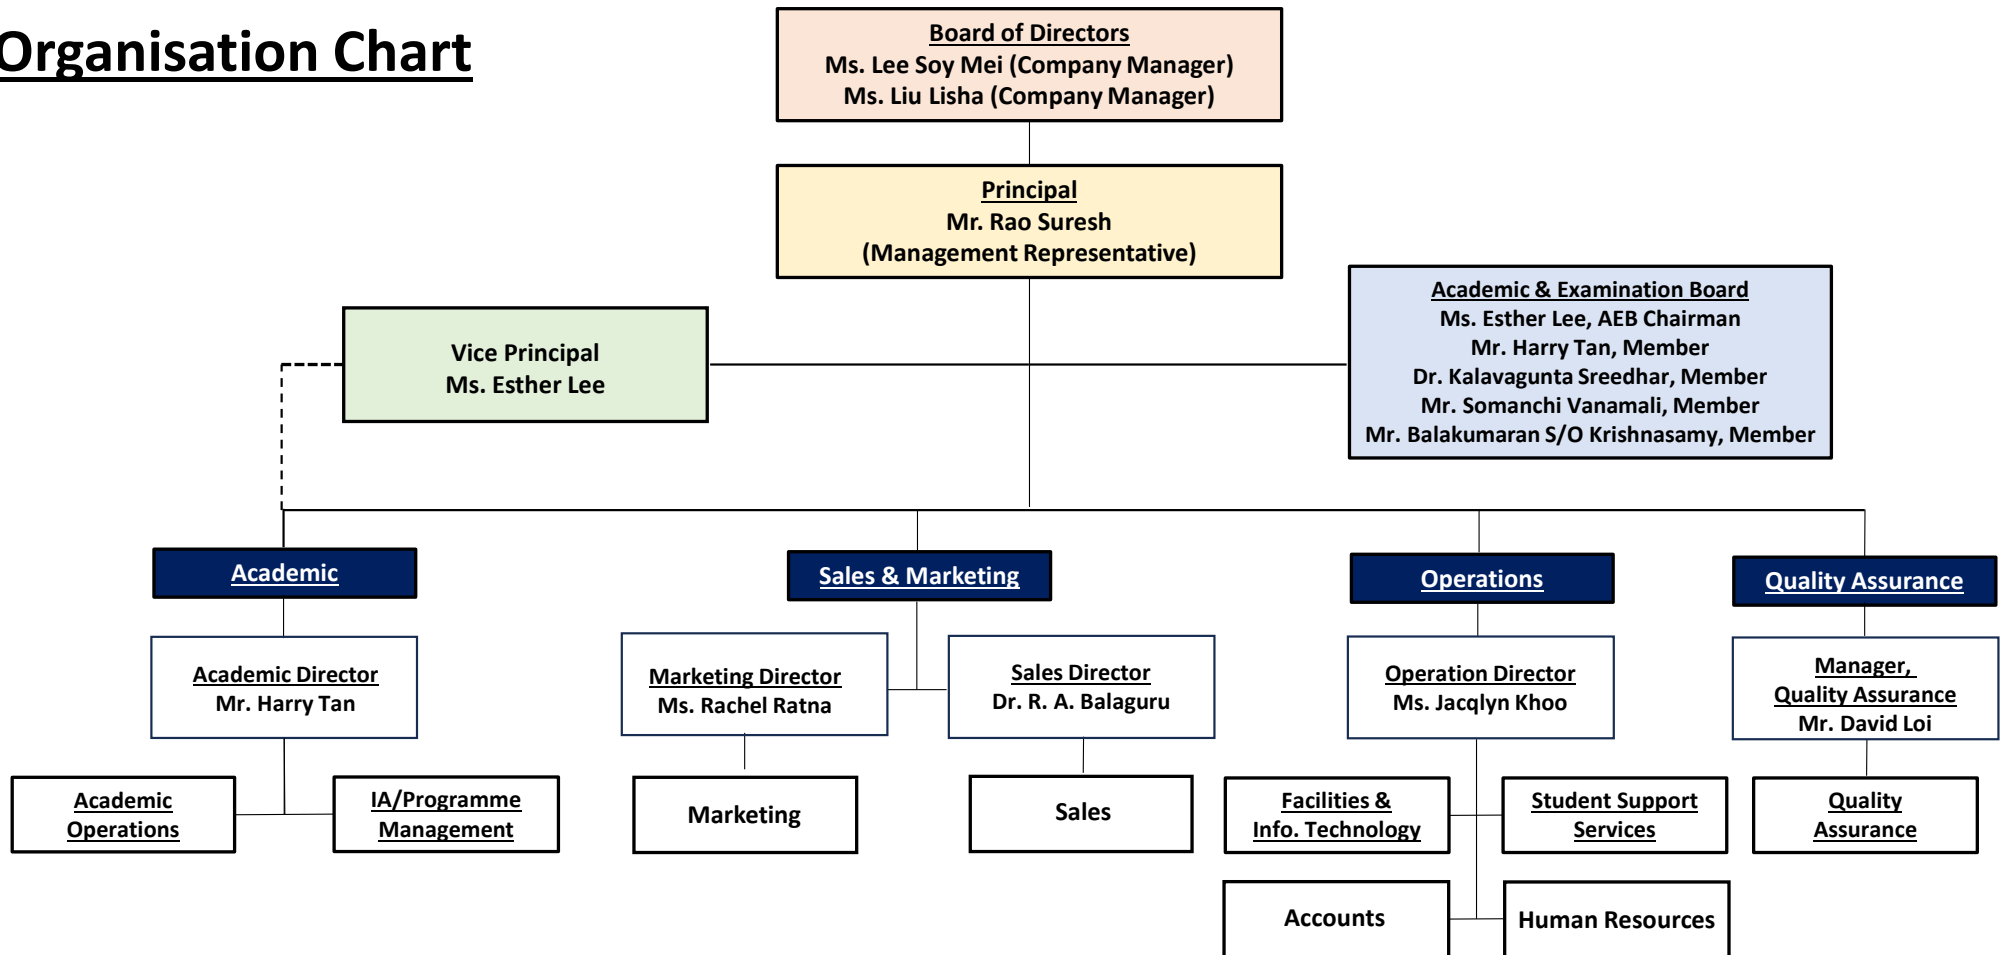 Organisation Chart
Board of Directors
Ms. Lee Soy Mei (Company Manager)
Ms. Liu Lisha (Company Manager)
Principal
Mr. Rao Suresh
(Management Representative)
Vice Principal
Ms. Esther Lee
Academic & Examination Board
Ms. Esther Lee, AEB Chairman
Mr. Harry Tan, Member
Dr. Kalavagunta Sreedhar, Member
Mr. Somanchi Vanamali, Member
Mr. Balakumaran S/O Krishnasamy, Member
Academic
Sales & Marketing
Operations
Quality Assurance
Academic Director
Mr. Harry Tan
Marketing Director
Ms. Rachel Ratna
Sales Director
Dr. R. A. Balaguru
Operation Director
Ms. Jacqlyn Khoo
Manager,
Quality Assurance
Mr. David Loi
Academic
Operations
IA/Programme
Management
Marketing
Sales
Facilities &
Info. Technology
Student Support
Services
Quality
Assurance
Accounts
Human Resources